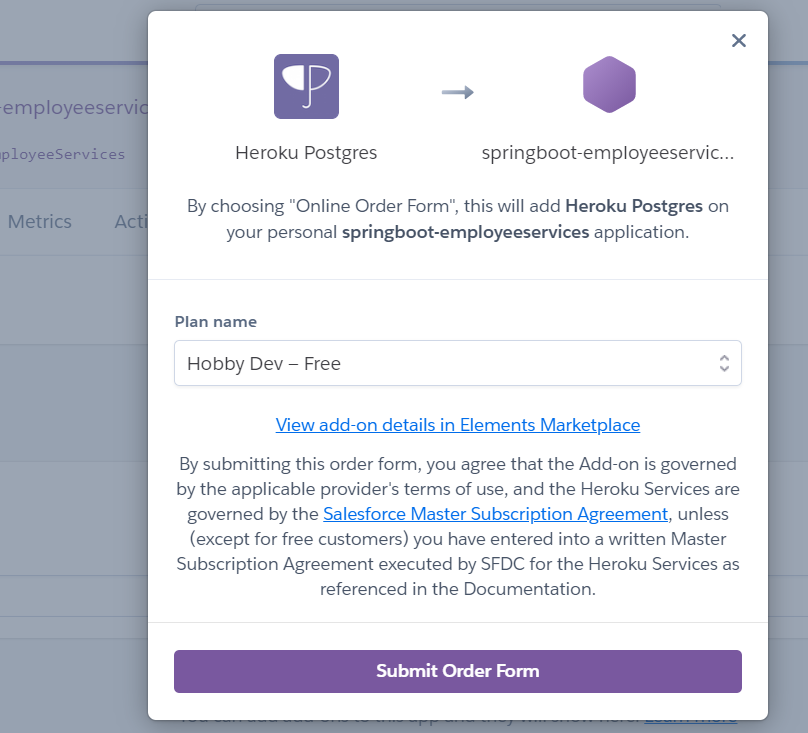 Heroku Postgres
springboot-employeeservic...
By choosing "Online Order Form", this will add Heroku Postgres on
your personal springboot-employeeservices application.
-employeeservic
ployeeServices
Metrics
Acti
Plan name
Hobby Dev – Free
View add-on details in Elements Marketplace
By submitting this order form, you agree that the Add-on is governed
by the applicable provider's terms of use, and the Heroku Services are
governed by the Salesforce Master Subscription Agreement, unless
(except for free customers) you have entered into a written Master
Subscription Agreement executed by SFDC for the Heroku Services as
referenced in the Documentation.
Submit Order Form